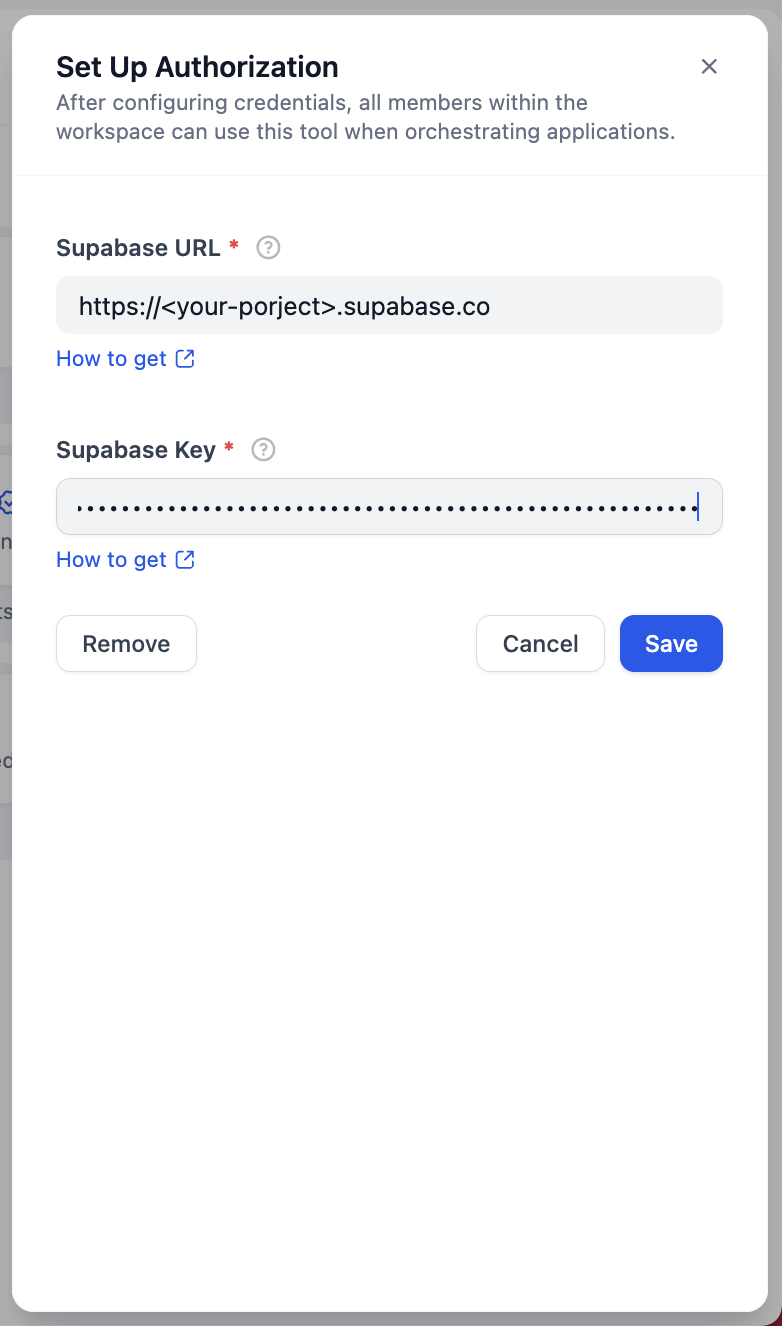 Set Up Authorization
After configuring credentials, all members within the
workspace can use this tool when orchestrating applications.
Supabase URL *
https://<your-porject>.supabase.co
How to get
Supabase Key *
How to get
Remove
Cancel
Save